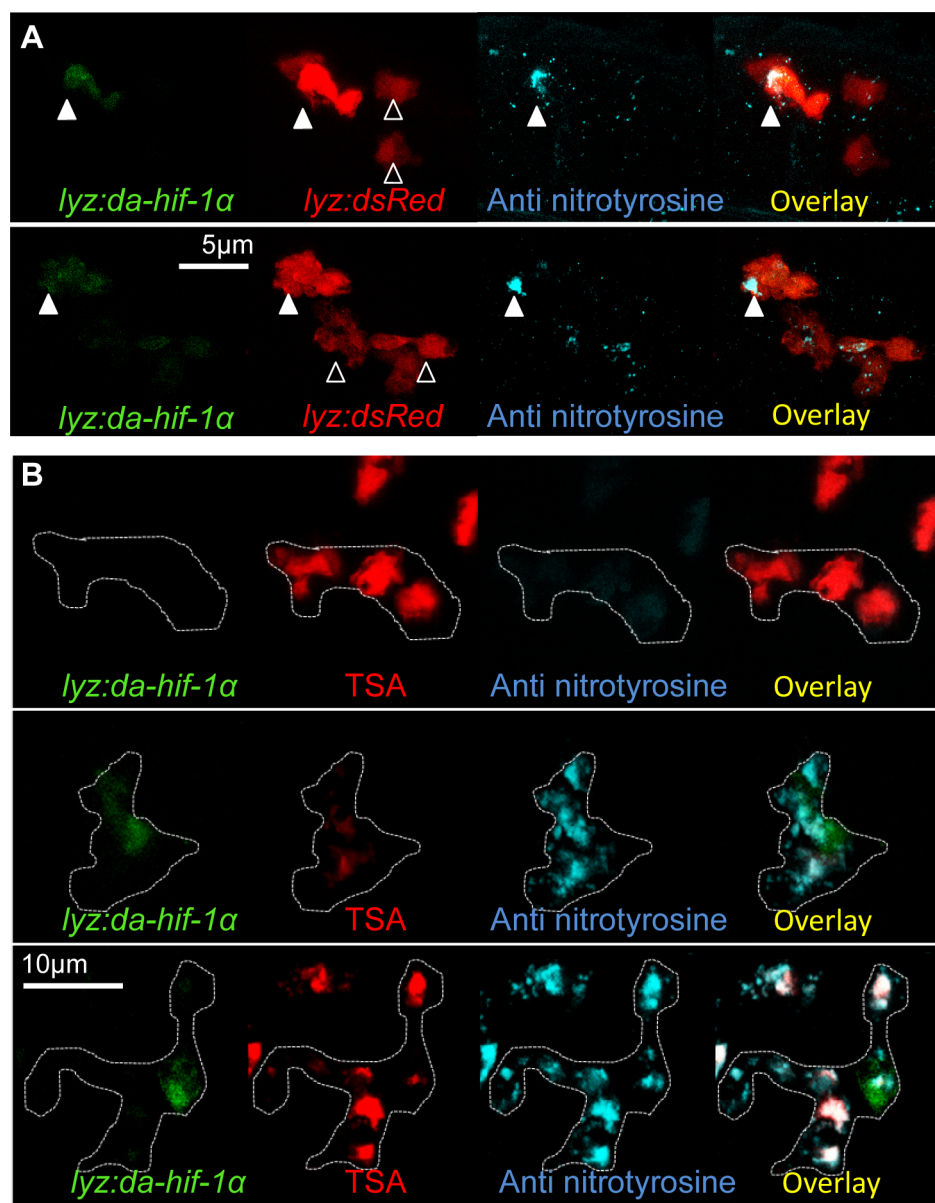 A
lyz:da-hif-1α lyz:dsRed Anti nitrotyrosine Overlay
5µm
lyz:da-hif-1α lyz:dsRed Anti nitrotyrosine Overlay
B
lyz:da-hif-1α TSA Anti nitrotyrosine Overlay
lyz:da-hif-1α TSA Anti nitrotyrosine Overlay
10µm
lyz:da-hif-1α TSA Anti nitrotyrosine Overlay